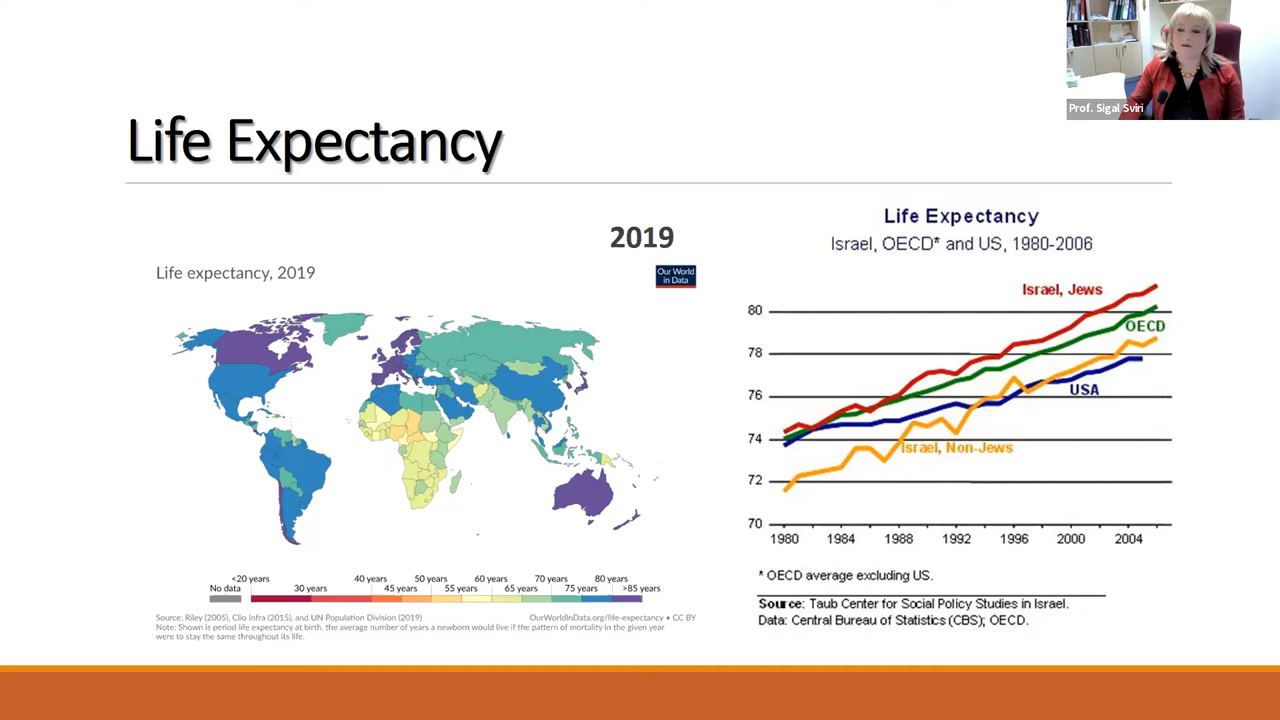 Prof. Sigal Sviri
Life Expectancy
2019
Life expectancy, 2019
Our World
in Data
<20 years
40 years
50 years
60 years
70 years
80 years
No data
30 years
45 years
55 years
65 years
75 years
>85 years
Source: Riley (2005), Clio Infra (2015), and UN Population Division (2019)
OurWorldInData.org/life-expectancy • CC BY
Note: Shown is period life expectancy at birth. the average number of years a newborn would live if the pattern of mortality in the given year
were to stay the same throughout its life.
Life Expectancy
Israel, OECD* and US, 1980-2006
Israel, Jews
80
OECD
78
76
USA
74
Israel, Non-Jews
72
70
1980
1984
1988
1992
1996
2000
2004
* OECD average excluding US.
Source: Taub Center for Social Policy Studies in Israel.
Data: Central Bureau of Statistics (CBS); OECD.